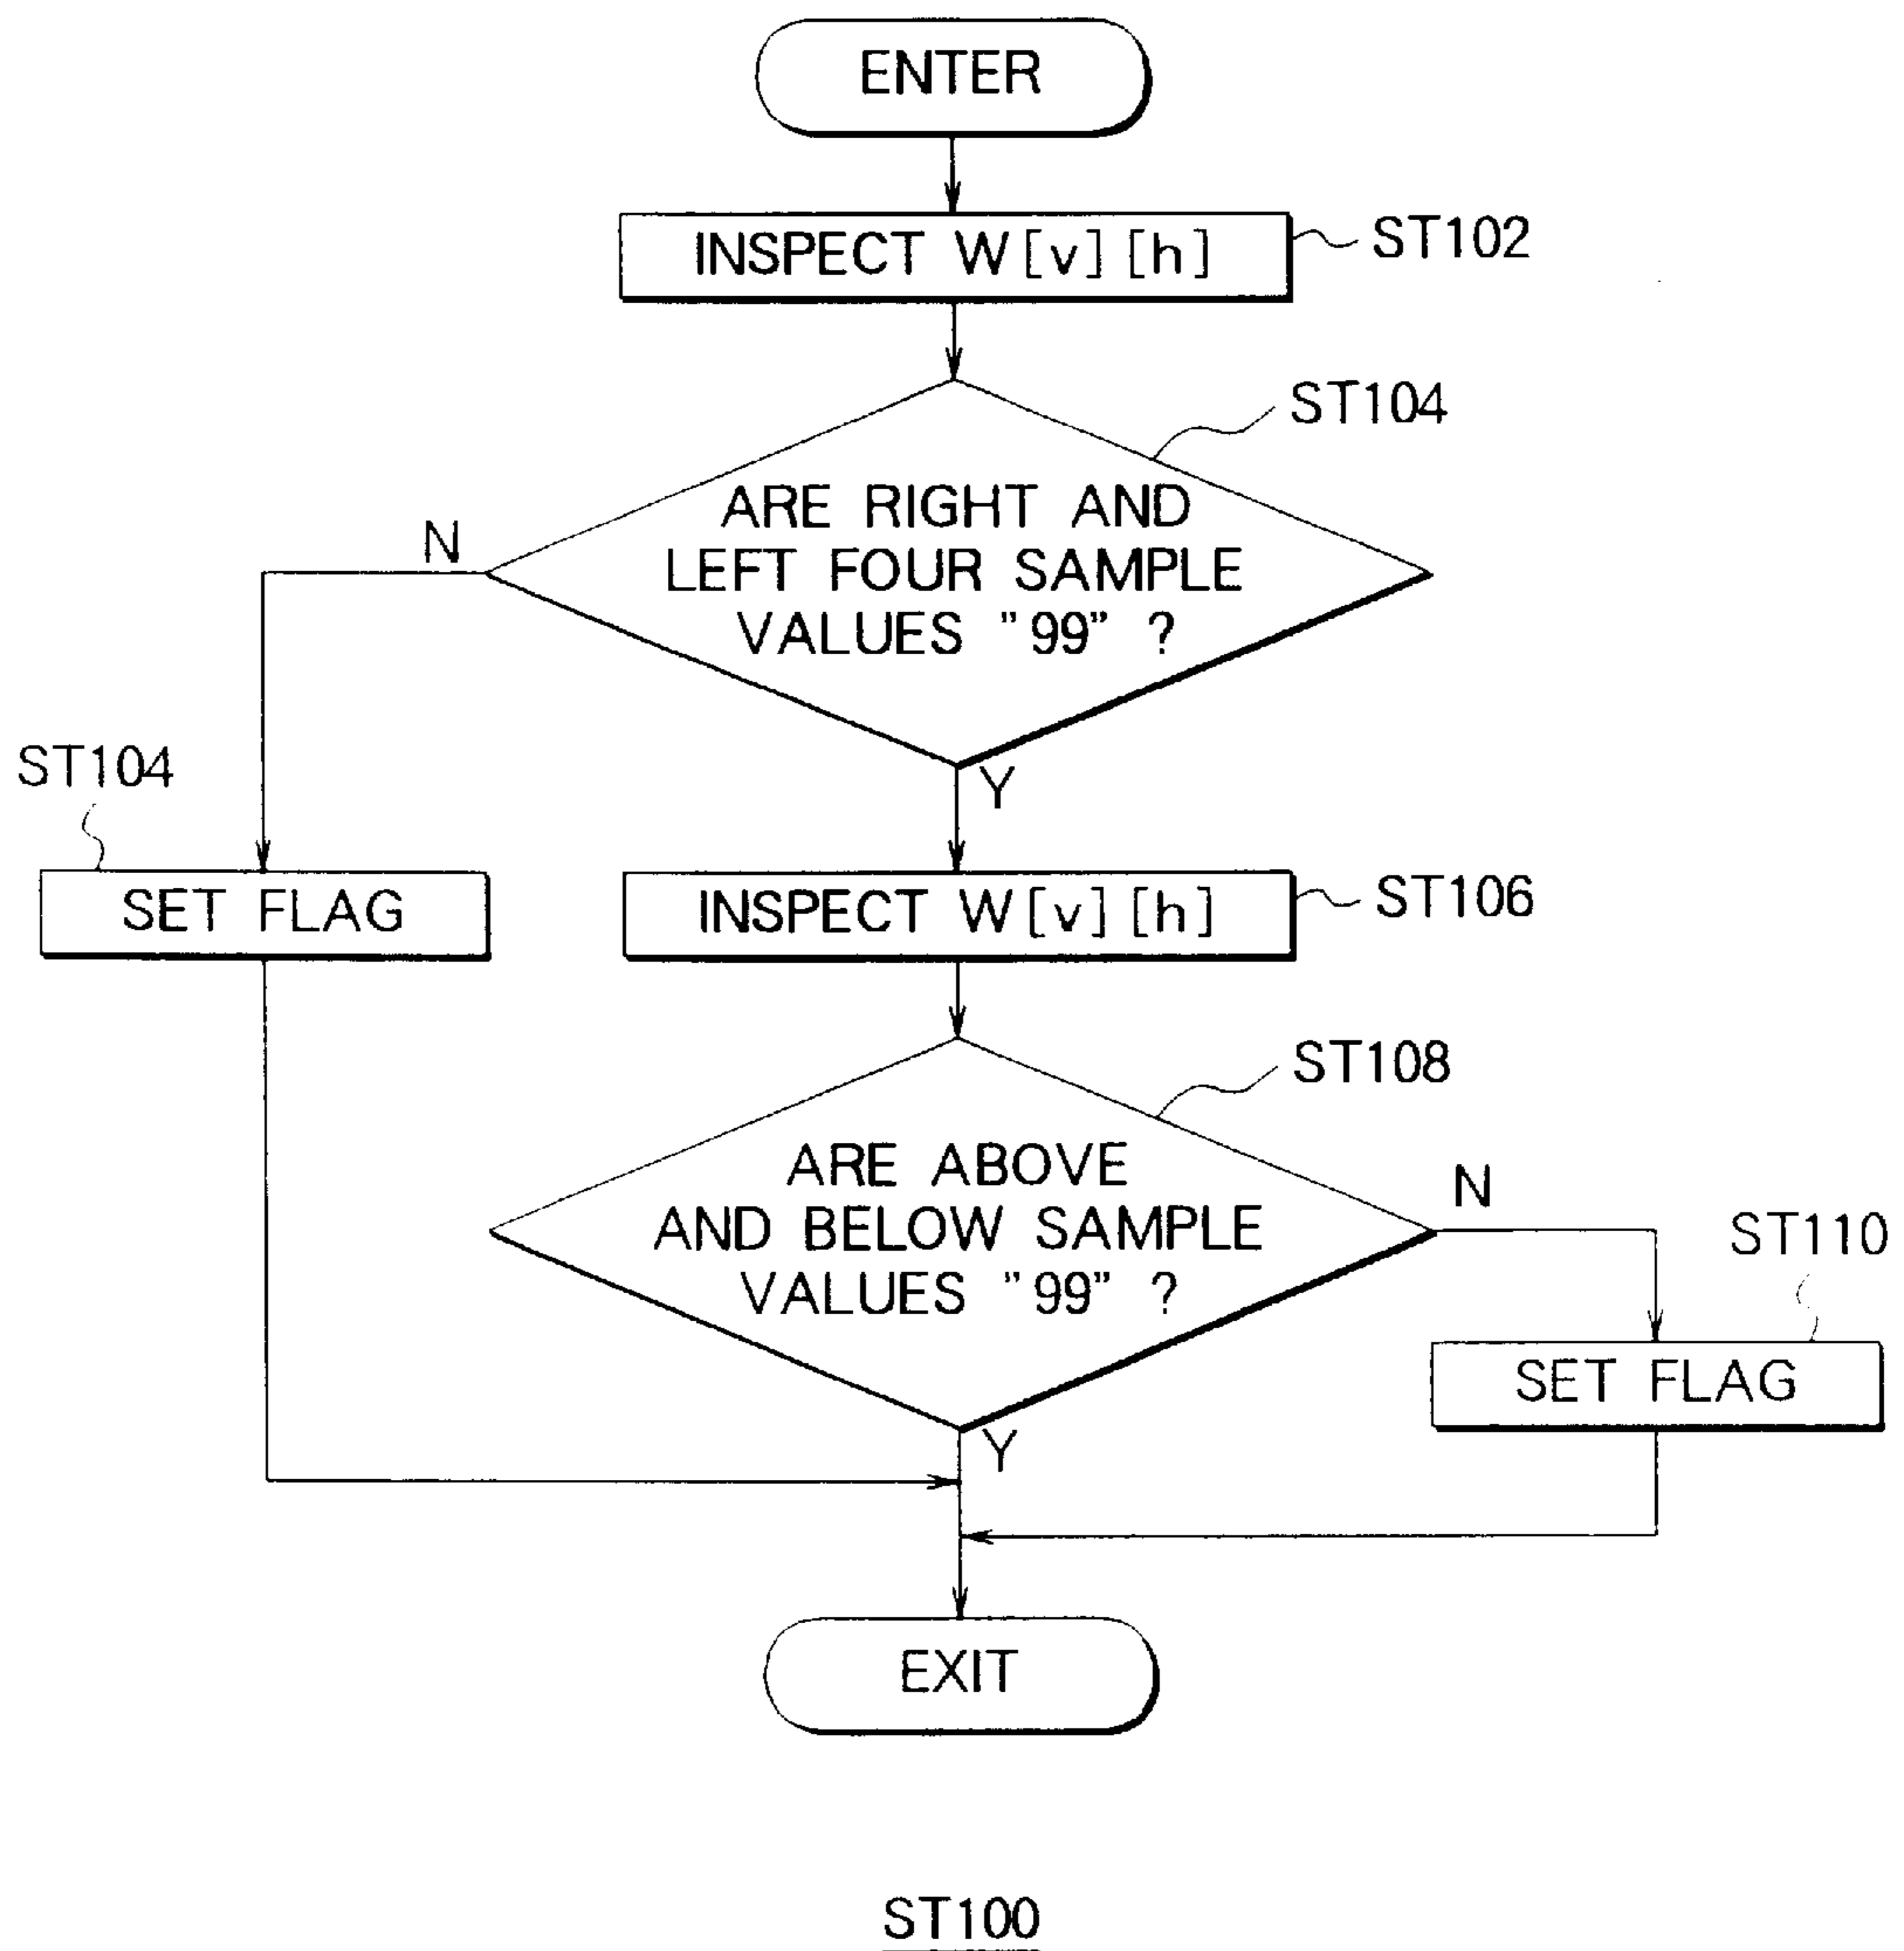 ENTER
INSPECT W[v][h]
ST102
ST104
ARE RIGHT AND
LEFT FOUR SAMPLE
VALUES "99" ?
N
Y
ST104
SET FLAG
INSPECT W[v][h]
ST106
ST108
ARE ABOVE
AND BELOW SAMPLE
VALUES "99" ?
N
Y
ST110
SET FLAG
EXIT
ST100